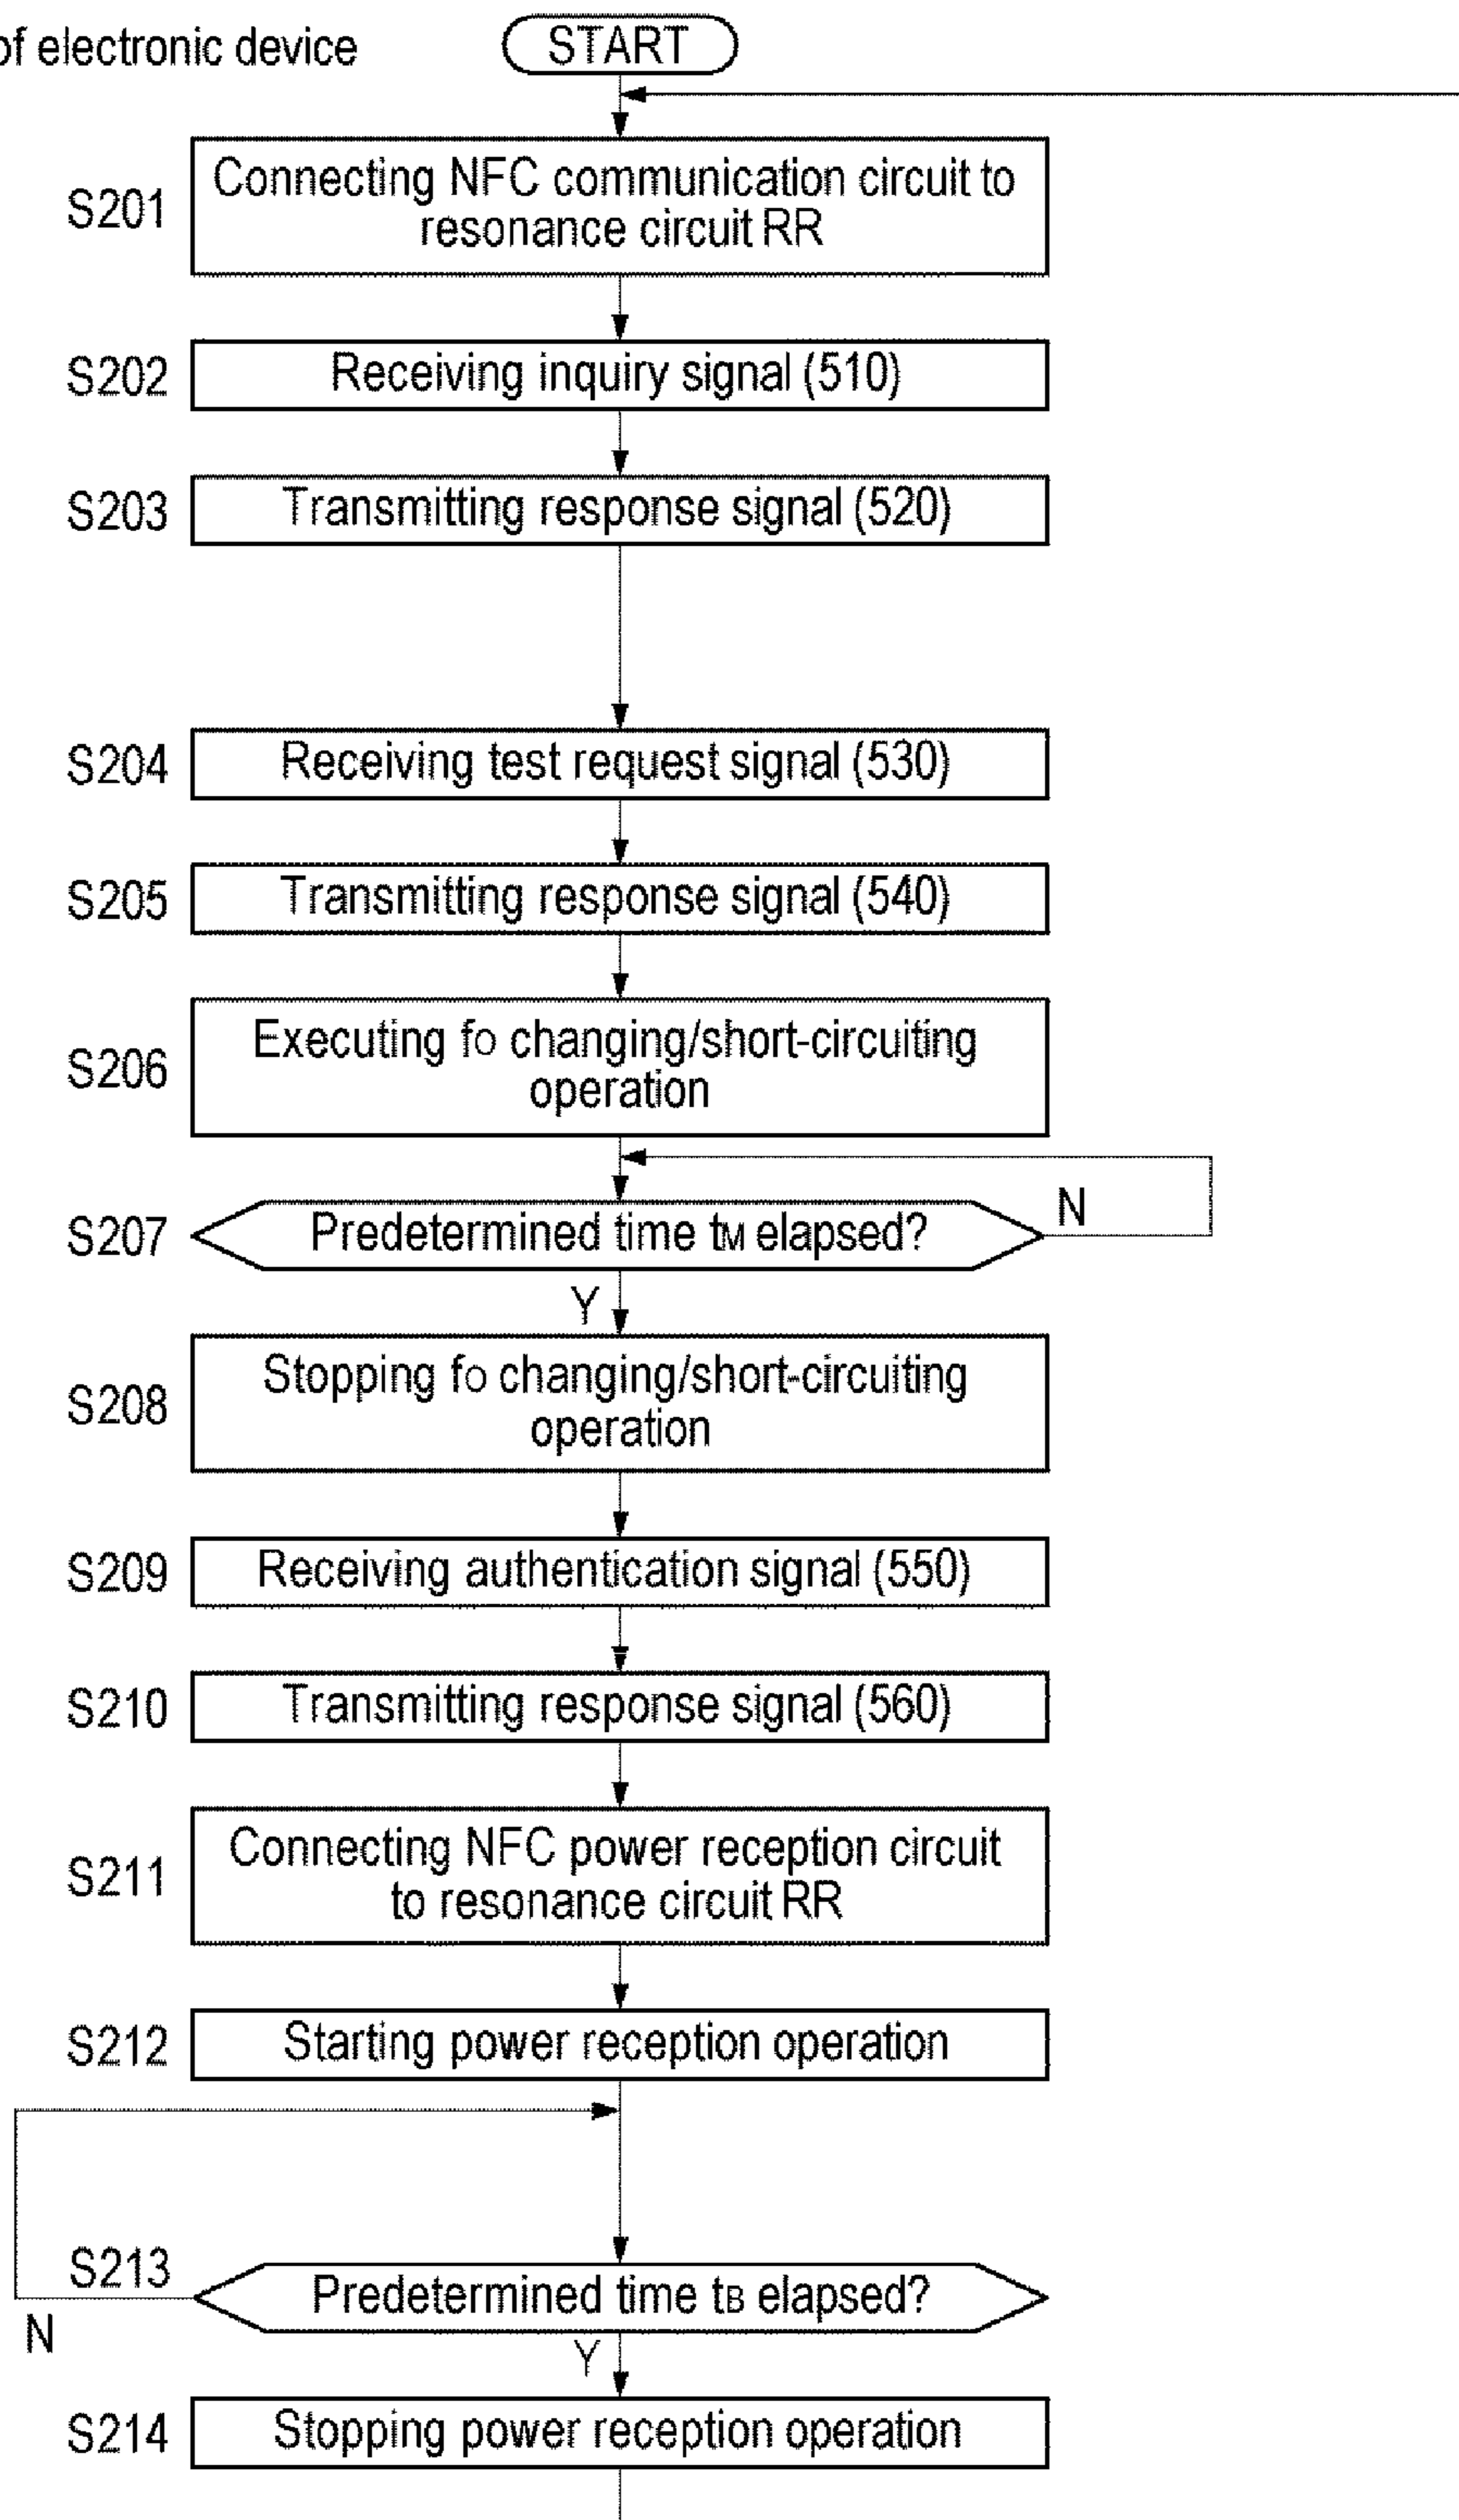 of electronic device
START
S201
Connecting NFC communication circuit to
resonance circuit RR
S202
Receiving inquiry signal (510)
S203
Transmitting response signal (520)
S204
Receiving test request signal (530)
S205
Transmitting response signal (540)
S206
Executing fo changing/short-circuiting
operation
S207
Predetermined time tM elapsed?
N
Y
S208
Stopping fo changing/short-circuiting
operation
S209
Receiving authentication signal (550)
S210
Transmitting response signal (560)
S211
Connecting NFC power reception circuit
to resonance circuit RR
S212
Starting power reception operation
S213
Predetermined time tB elapsed?
N
Y
S214
Stopping power reception operation